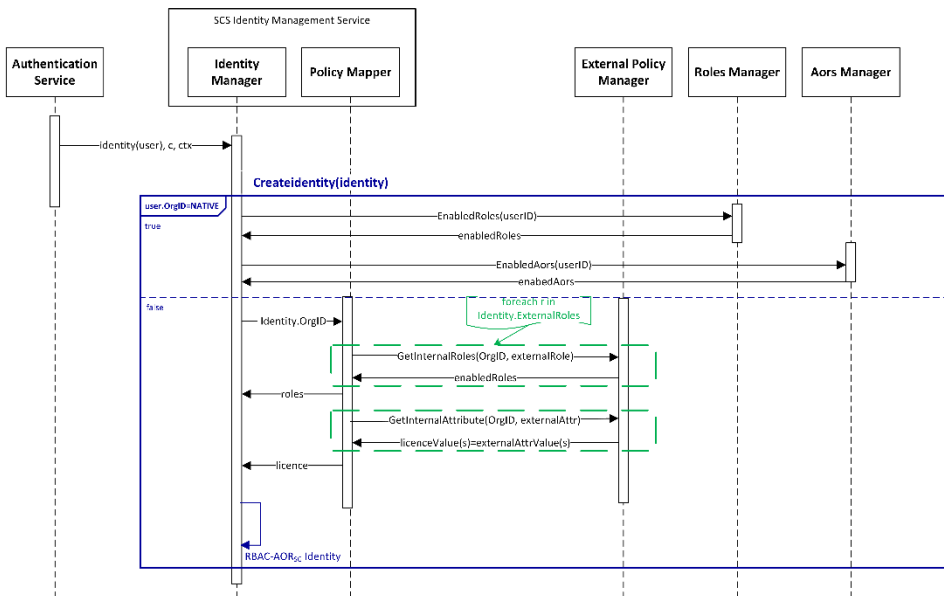 SCS Identity Management Service
Authentication
Service
Identity
Manager
Policy Mapper
External Policy
Manager
Roles Manager
Aors Manager
identity(user), c, ctx
Createidentity(identity)
user.OrgID=NATIVE
true
EnabledRoles(userID)
enabledRoles
EnabledAors(userID)
enabedAors
false
foreach r in
Identity.ExternalRoles
Identity.OrgID
GetInternalRoles(OrgID, externalRole)
enabledRoles
roles
GetInternalAttribute(OrgID, externalAttr)
licenceValue(s)=externalAttrValue(s)
licence
RBAC-AORSC Identity